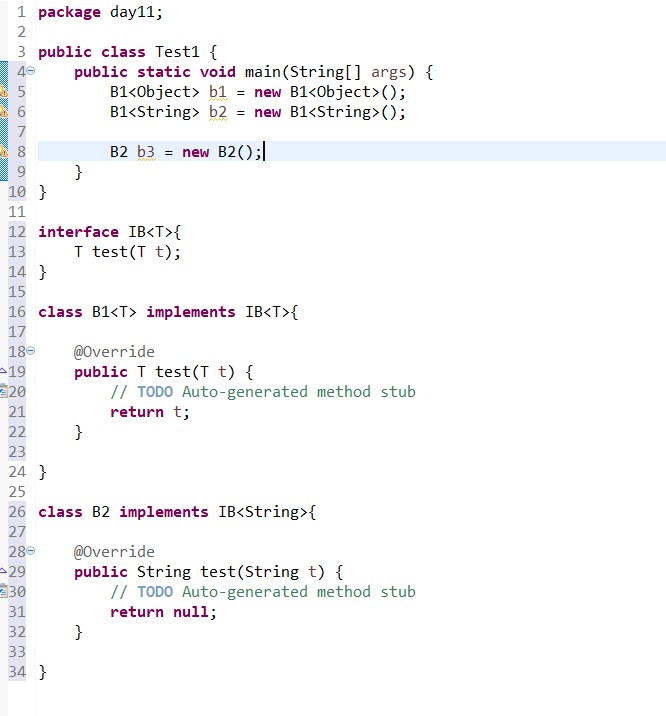 1 package day11;
2
3 public class Test1 {
4 public static void main(String[] args) {
5 B1<Object> b1 = new B1<Object>();
6 B1<String> b2 = new B1<String>();
7
8 B2 b3 = new B2();
9 }
10 }
11
12 interface IB<T>{
13 T test(T t);
14 }
15
16 class B1<T> implements IB<T>{
17
18 @Override
19 public T test(T t) {
20 // TODO Auto-generated method stub
21 return t;
22 }
23
24 }
25
26 class B2 implements IB<String>{
27
28 @Override
29 public String test(String t) {
30 // TODO Auto-generated method stub
31 return null;
32 }
33
34 }